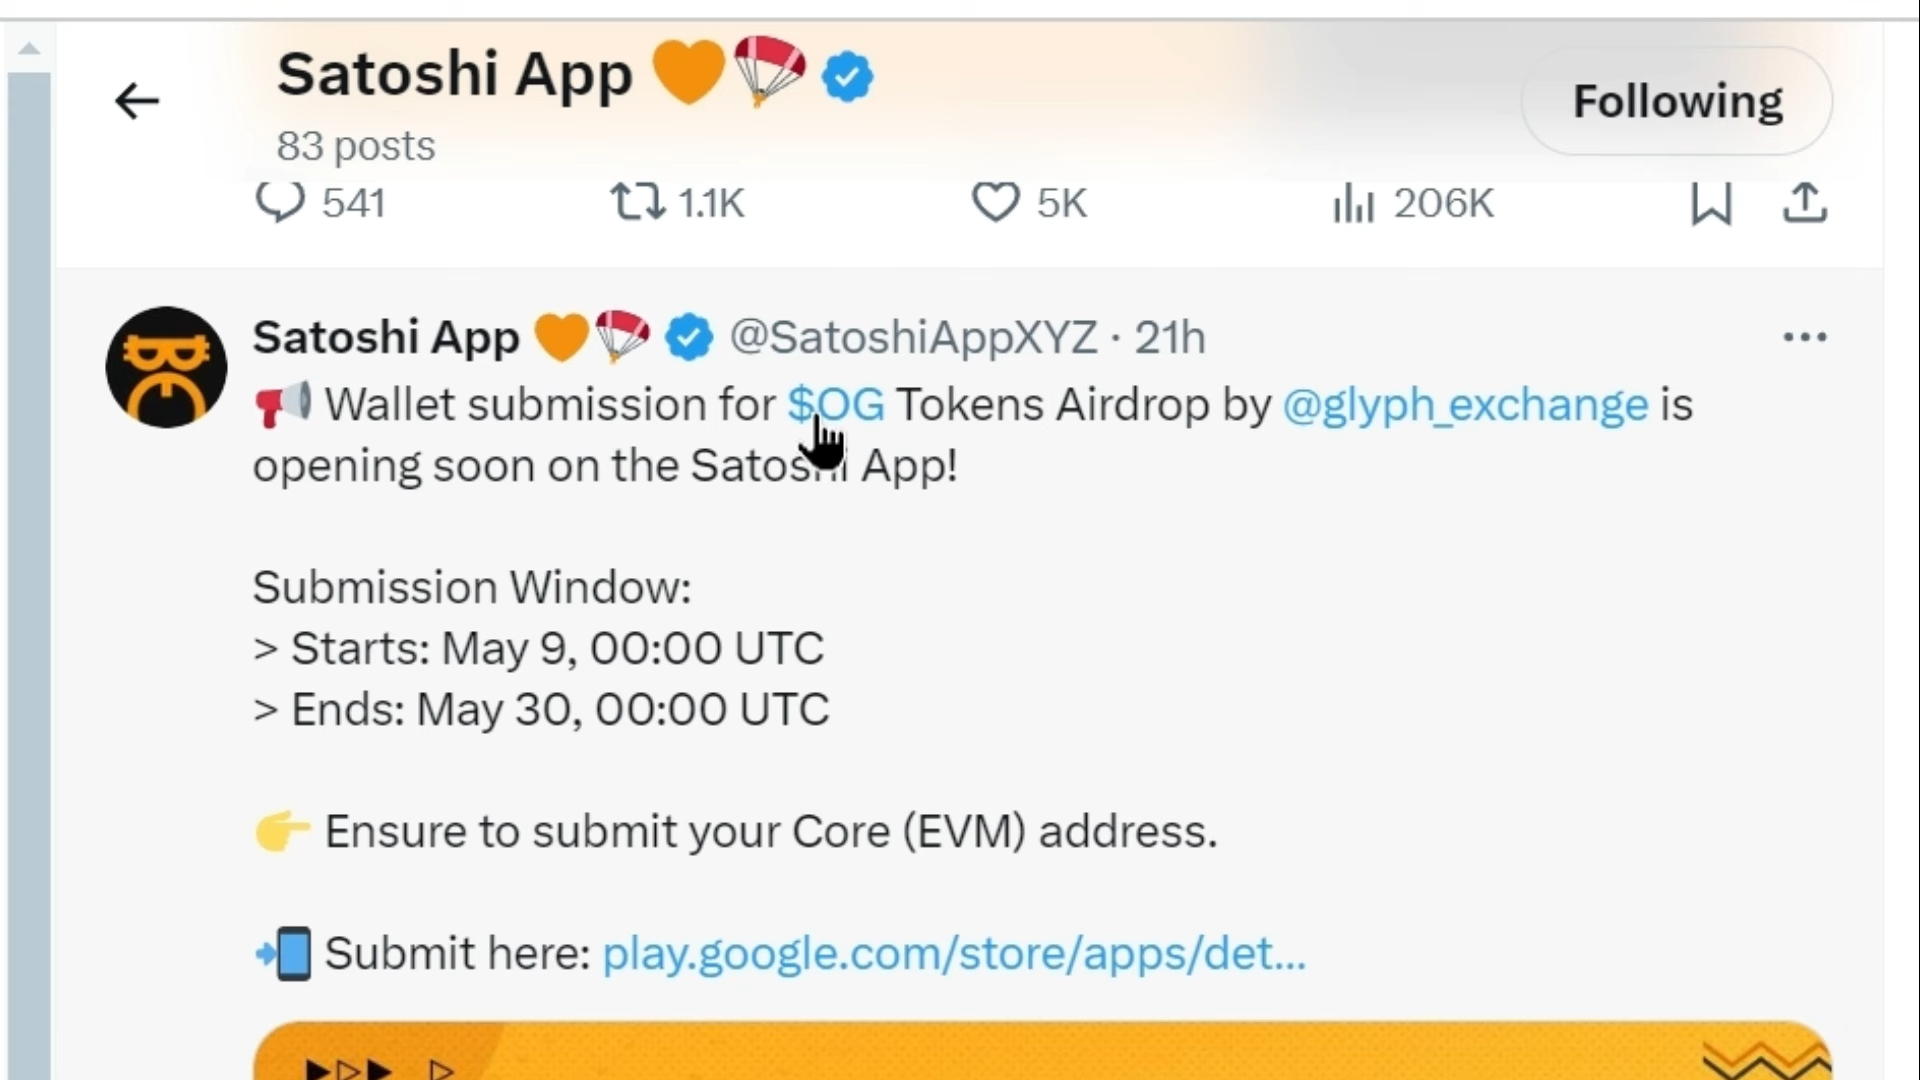 Satoshi App 🧡🪂
83 posts
Following
541 1.1K 5K 206K
Satoshi App 🧡🪂 @SatoshiAppXYZ · 21h
📢 Wallet submission for $OG Tokens Airdrop by @glyph_exchange is
opening soon on the Satoshi App!
Submission Window:
> Starts: May 9, 00:00 UTC
> Ends: May 30, 00:00 UTC
👉 Ensure to submit your Core (EVM) address.
📲 Submit here: play.google.com/store/apps/det...